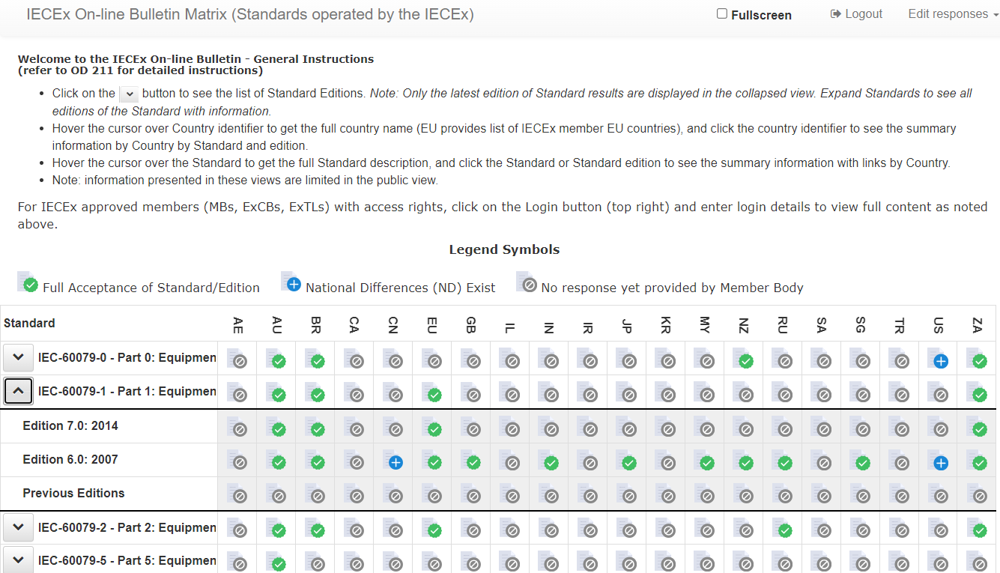 IECEx On-line Bulletin Matrix (Standards operated by the IECEx)
Fullscreen
Logout
Edit responses
Welcome to the IECEx On-line Bulletin - General Instructions
(refer to OD 211 for detailed instructions)
• Click on the button to see the list of Standard Editions. Note: Only the latest edition of Standard results are displayed in the collapsed view. Expand Standards to see all
editions of the Standard with information.
• Hover the cursor over Country identifier to get the full country name (EU provides list of IECEx member EU countries), and click the country identifier to see the summary
information by Country by Standard and edition.
• Hover the cursor over the Standard to get the full Standard description, and click the Standard or Standard edition to see the summary information with links by Country.
• Note: information presented in these views are limited in the public view.
For IECEx approved members (MBs, ExCBs, ExTLs) with access rights, click on the Login button (top right) and enter login details to view full content as noted
above.
Legend Symbols
Full Acceptance of Standard/Edition
National Differences (ND) Exist
No response yet provided by Member Body
Standard AE AU BR CA CN EU GB IL IN IR JP KR MY NZ RU SA SG TR US ZA
IEC-60079-0 - Part 0: Equipmen
IEC-60079-1 - Part 1: Equipmen
Edition 7.0: 2014
Edition 6.0: 2007
Previous Editions
IEC-60079-2 - Part 2: Equipmen
IEC-60079-5 - Part 5: Equipmen